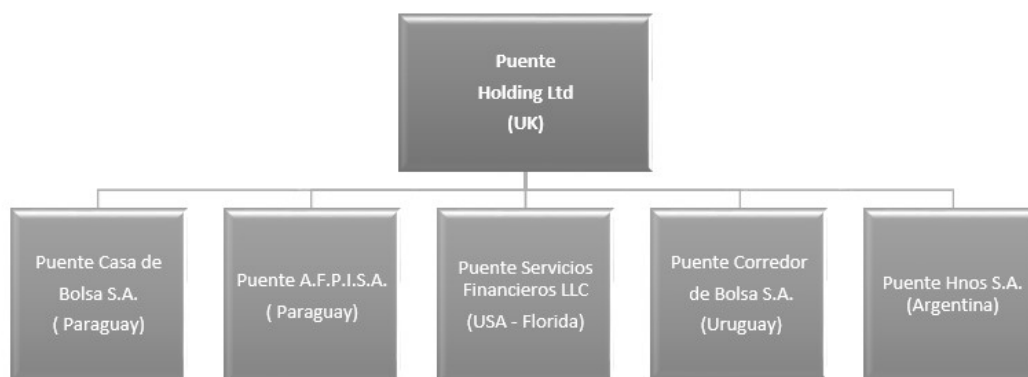 Puente
Holding Ltd
(UK)
Puente Casa de
Bolsa S.A.
( Paraguay)
Puente A.F.P.I.S.A.
( Paraguay)
Puente Servicios
Financieros LLC
(USA - Florida)
Puente Corredor
de Bolsa S.A.
(Uruguay)
Puente Hnos S.A.
(Argentina)